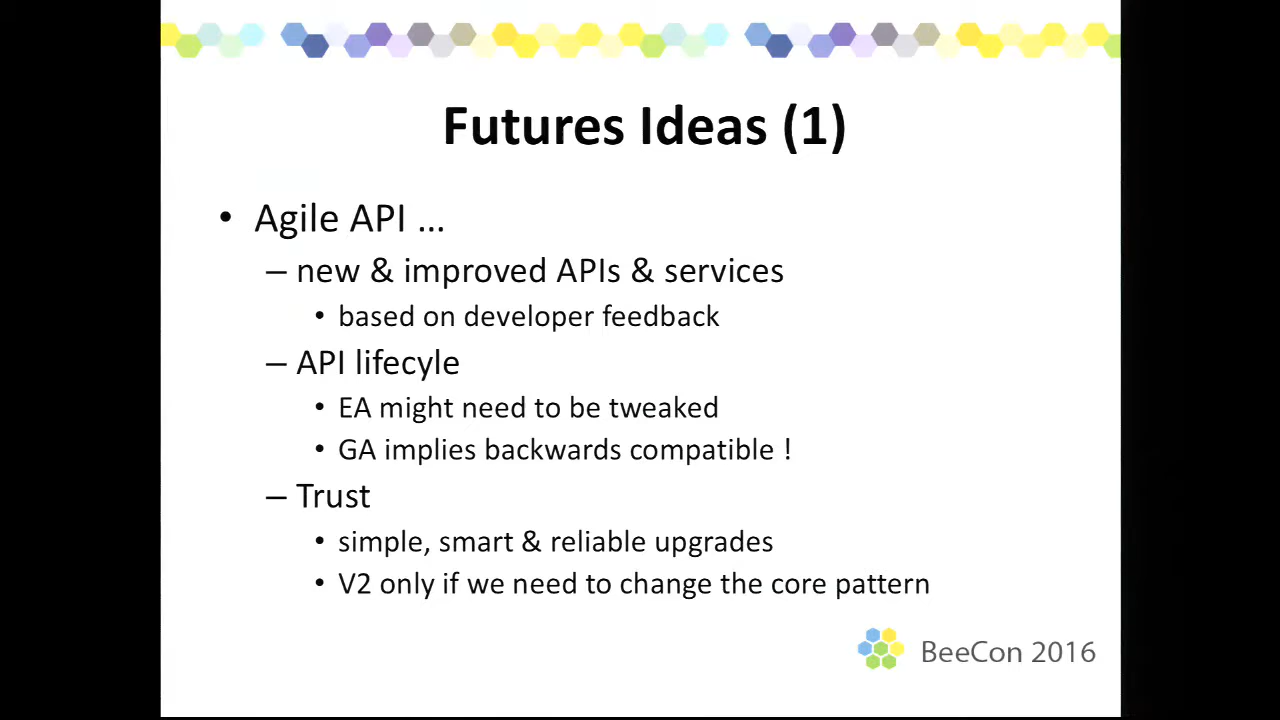 Futures Ideas (1)
• Agile API ...
– new & improved APIs & services
• based on developer feedback
– API lifecyle
• EA might need to be tweaked
• GA implies backwards compatible !
– Trust
• simple, smart & reliable upgrades
• V2 only if we need to change the core pattern
BeeCon 2016